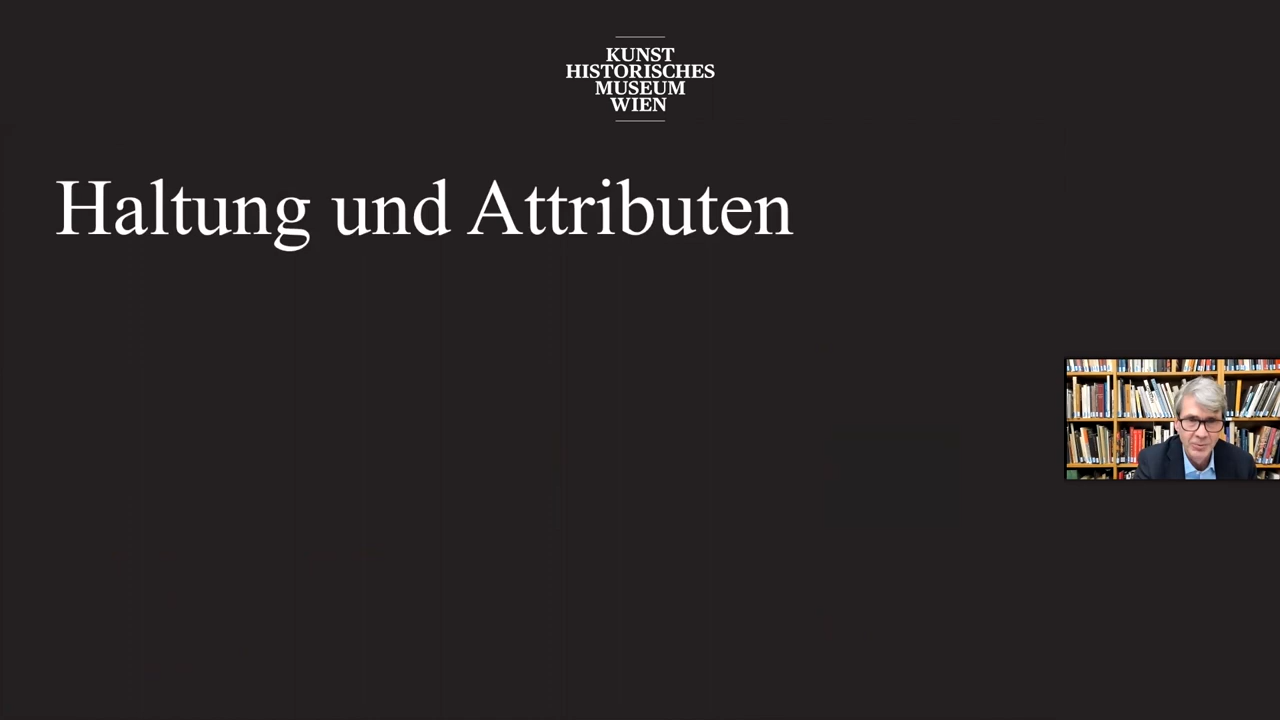 KUNST
HISTORISCHES
MUSEUM
WIEN
Haltung und Attributen